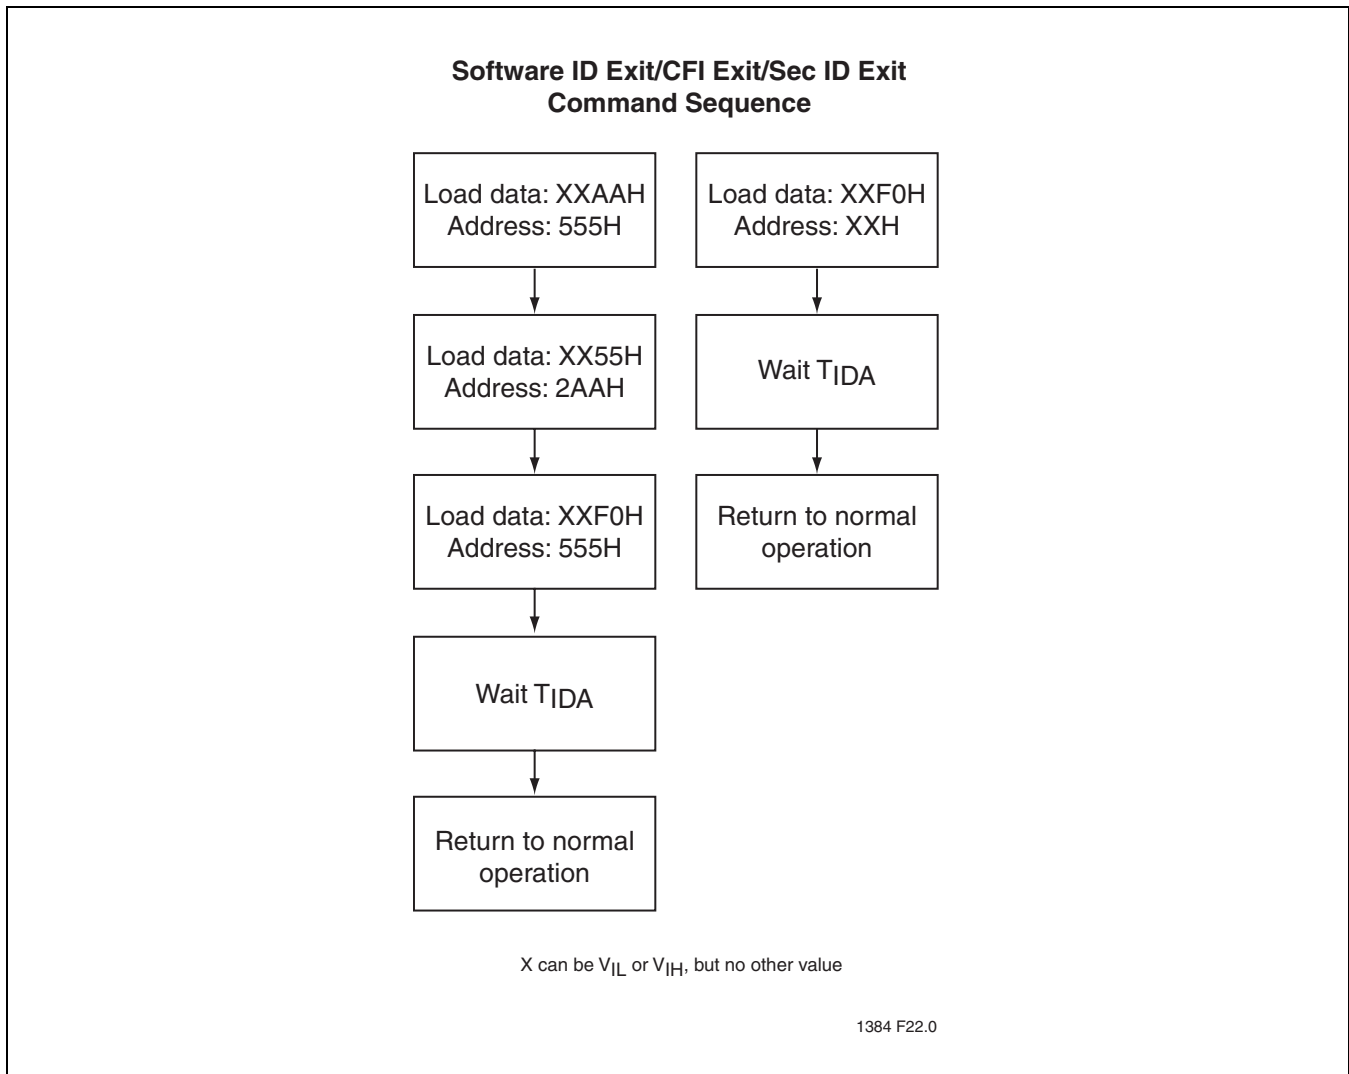 Software ID Exit/CFI Exit/Sec ID Exit
Command Sequence
Load data: XXAAH
Address: 555H
Load data: XX55H
Address: 2AAH
Load data: XXF0H
Address: 555H
Wait TIDA
Return to normal
operation
Load data: XXF0H
Address: XXH
Wait TIDA
Return to normal
operation
X can be VIL or VIH, but no other value
1384 F22.0